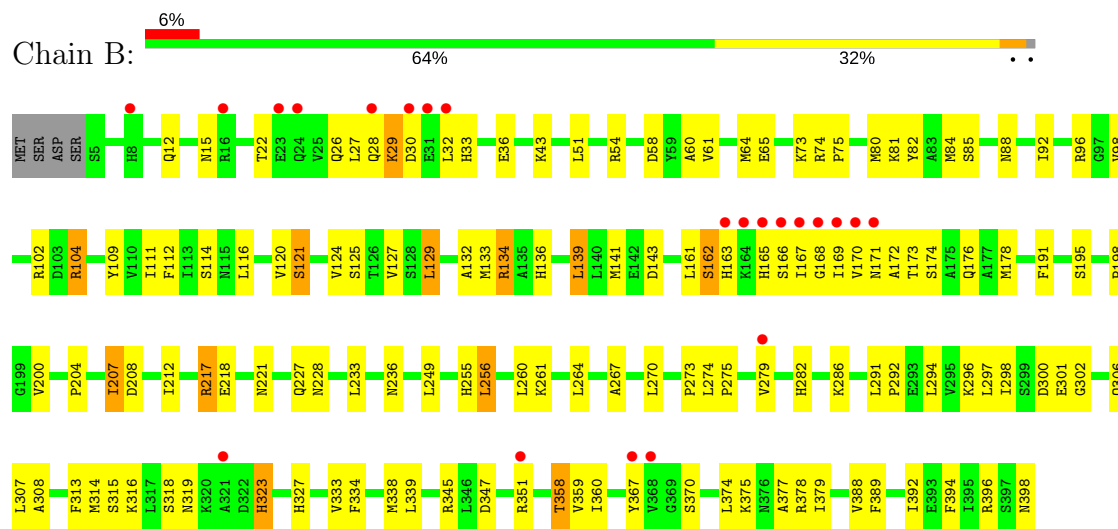 6%
Chain B:
64% 32% . .
MET SER ASP SER S5 H8 Q12 N15 R16 T22 E23 Q24 V25 Q26 L27 Q28 K29 D30 E31 L32 H33 E36 K43 L51 R54 D58 Y59 A60 V61 M64 E65 K73 R74 P75 M80 K81 Y82 A83 M84 S85 N88 I92 R96 G97
R102 D103 R104 Y109 V110 I111 F112 I113 S114 N115 L116 V120 S121 V124 S125 T126 V127 S128 L129 A132 M133 R134 A135 H136 L139 L140 M141 E142 D143 L161 S162 H163 K164 H165 S166 I167 G168 I169 V170 N171 A172 T173 S174 A175 Q176 A177 M178 F191 S195
G199 V200 P204 I207 D208 I212 R217 E218 N221 Q227 N228 L233 N236 L249 H255 L256 L260 K261 L264 A267 L270 P273 L274 P275 V279 H282 K286 L291 P292 E293 L294 V295 K296 L297 I298 S299 D300 E301 G302
L307 A308 F313 M314 S315 K316 L317 S318 N319 K320 A321 D322 H323 H327 V333 F334 M338 L339 R345 L346 D347 R351 T358 V359 I360 Y367 V368 G369 S370 L374 K375 N376 A377 R378 I379 V388 F389 I392 E393 F394 I395 R396 S397 N398